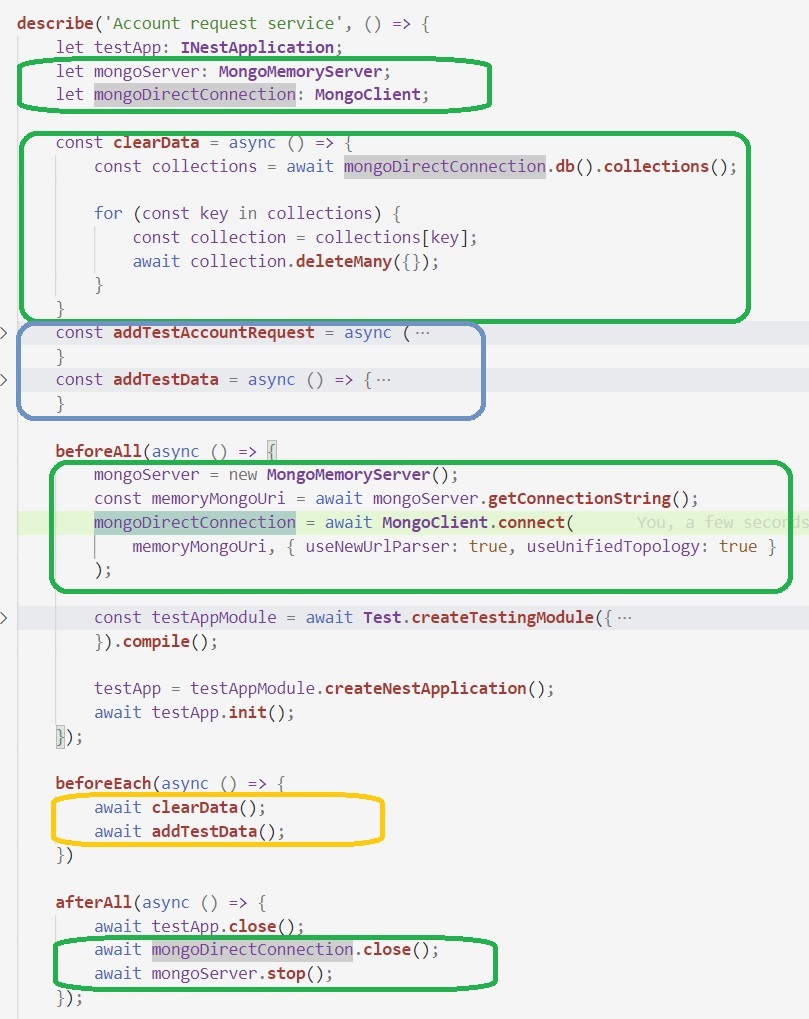 describe('Account request service', () => {
    let testApp: INestApplication;
    let mongoServer: MongoMemoryServer;
    let mongoDirectConnection: MongoClient;

    const clearData = async () => {
        const collections = await mongoDirectConnection.db().collections();

        for (const key in collections) {
            const collection = collections[key];
            await collection.deleteMany({});
        }
    }
    const addTestAccountRequest = async (⋯
    }
    const addTestData = async () => {⋯
    }

    beforeAll(async () => {
        mongoServer = new MongoMemoryServer();
        const memoryMongoUri = await mongoServer.getConnectionString();
        mongoDirectConnection = await MongoClient.connect(    You, a few seconds
            memoryMongoUri, { useNewUrlParser: true, useUnifiedTopology: true }
        );

        const testAppModule = await Test.createTestingModule({⋯
        }).compile();

        testApp = testAppModule.createNestApplication();
        await testApp.init();
    });

    beforeEach(async () => {
        await clearData();
        await addTestData();
    })

    afterAll(async () => {
        await testApp.close();
        await mongoDirectConnection.close();
        await mongoServer.stop();
    });